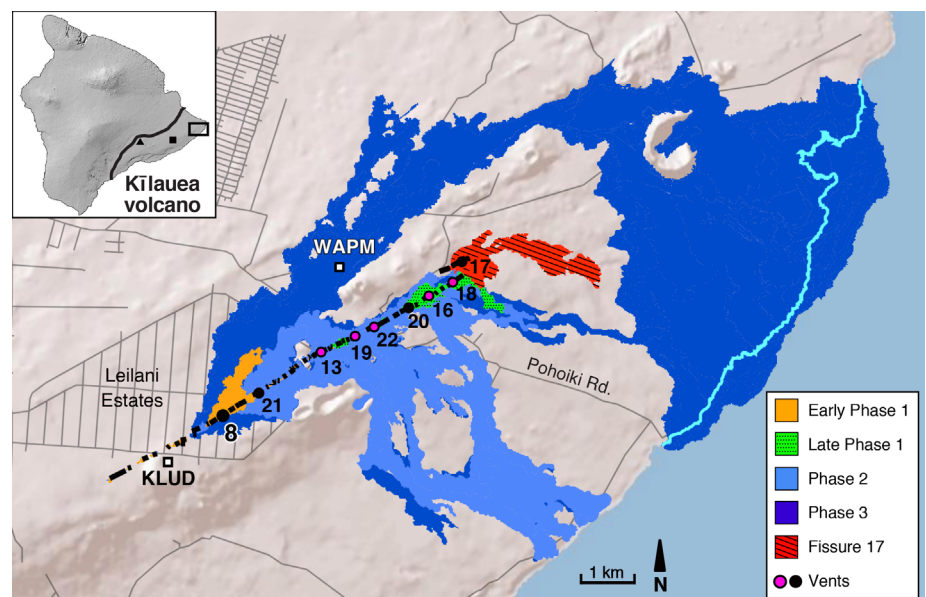 Kīlauea
volcano
WAPM
17
18
16
20
22
19
13
Leilani
Estates
21
8
KLUD
Pohoiki Rd.
Early Phase 1
Late Phase 1
Phase 2
Phase 3
Fissure 17
Vents
1 km
N